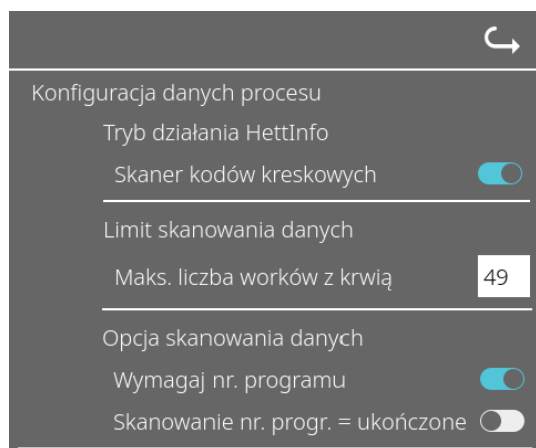 Konfiguracja danych procesu
Tryb działania HettInfo
Skaner kodów kreskowych
Limit skanowania danych
Maks. liczba worków z krwią 49
Opcja skanowania danych
Wymagaj nr. programu
Skanowanie nr. progr. = ukończone